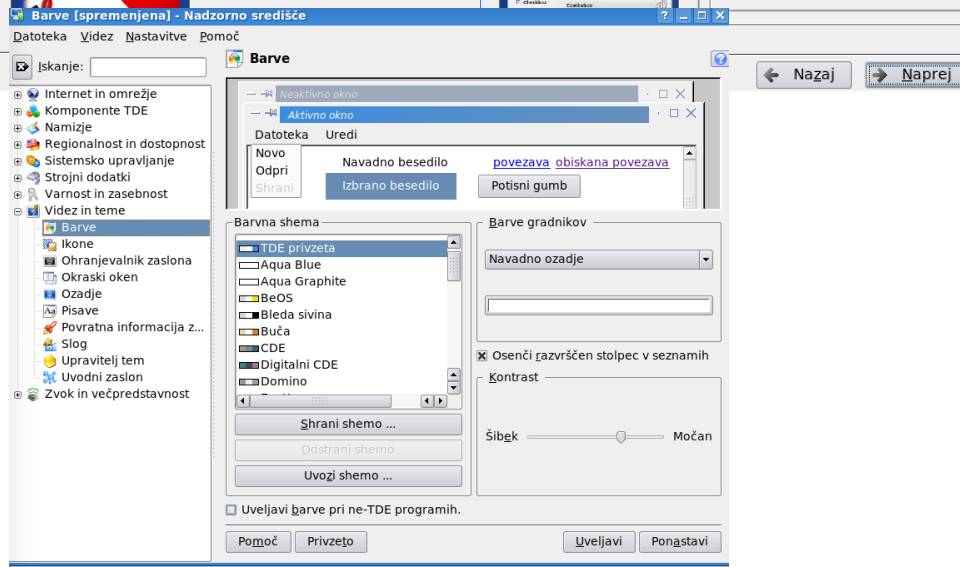 Checkbox Combobox
Barve [spremenjena] - Nadzorno središče
Datoteka Videz Nastavitve Pomoč
Iskanje:
Internet in omrežje
Komponente TDE
Namizje
Regionalnost in dostopnost
Sistemsko upravljanje
Strojni dodatki
Varnost in zasebnost
Videz in teme
Barve
Ikone
Ohranjevalnik zaslona
Okraski oken
Ozadje
Pisave
Povratna informacija z...
Slog
Upravitelj tem
Uvodni zaslon
Zvok in večpredstavnost
Barve
Neaktivno okno
Aktivno okno
Datoteka Uredi
Novo
Odpri
Shrani
Navadno besedilo povezava obiskana povezava
Izbrano besedilo Potisni gumb
Barvna shema
TDE privzeta
Aqua Blue
Aqua Graphite
BeOS
Bleda sivina
Buča
CDE
Digitalni CDE
Domino
Shrani shemo ...
Odstrani shemo
Uvozi shemo ...
Barve gradnikov
Navadno ozadje
Osenči razvrščen stolpec v seznamih
Kontrast
Šibek Močan
Uveljavi barve pri ne-TDE programih.
Pomoč Privzeto Uveljavi Ponastavi
Nazaj Naprej